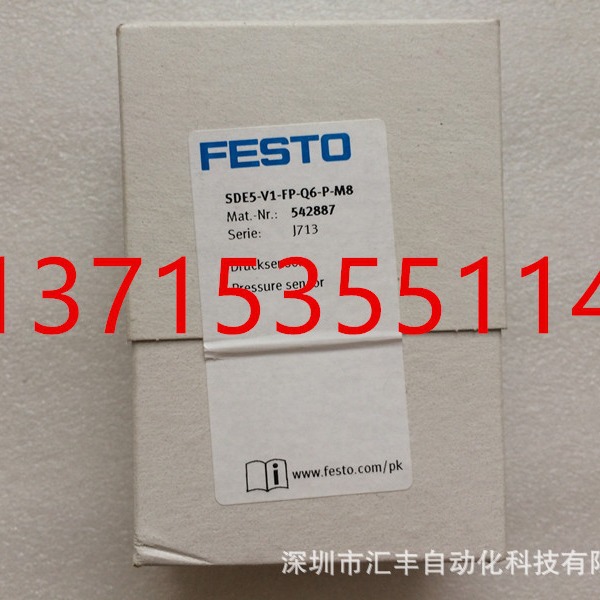 FESTO
SDE5-V1-FP-Q6-P-M8
Mat.-Nr.: 542887
Serie: J713
Drucksensor
Pressure sensor
13715355114
www.festo.com/pk
深圳市汇丰自动化科技有限